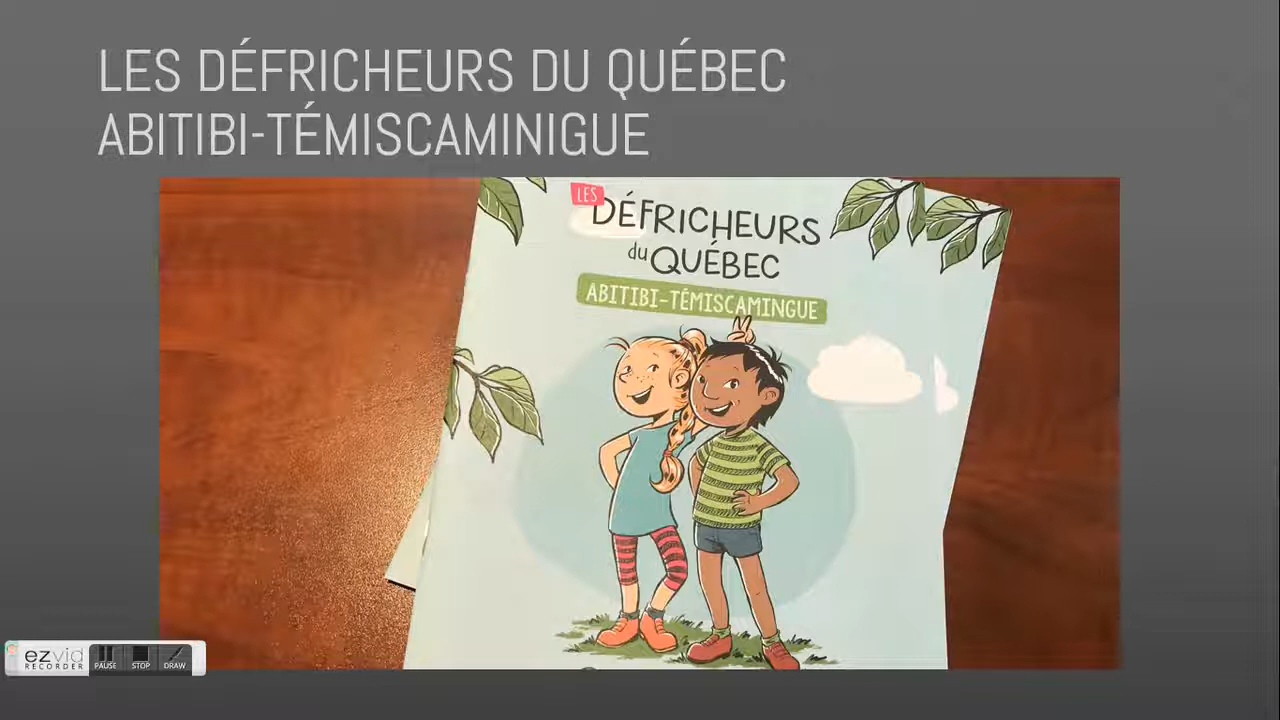 LES DÉFRICHEURS DU QUÉBEC
ABITIBI-TÉMISCAMINIGUE
LES
DÉFRICHEURS
du QUÉBEC
ABITIBI-TÉMISCAMINGUE
ezvid
RECORDER
PAUSE
STOP
DRAW